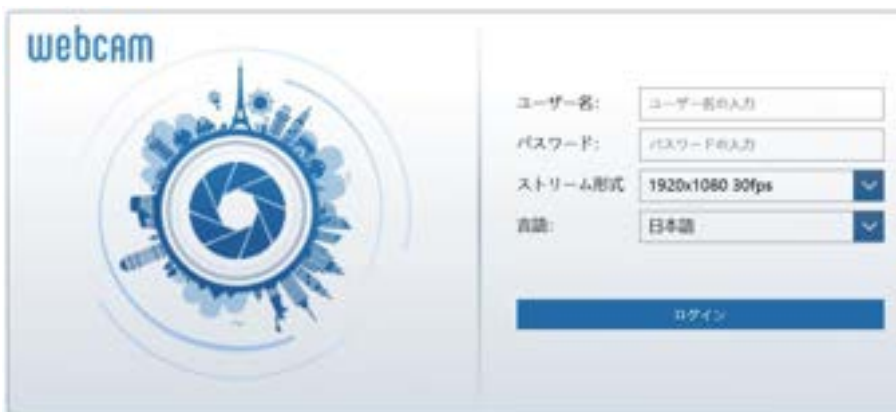 webcam
ユーザー名:
ユーザー名の入力
パスワード:
パスワードの入力
ストリーム形式
1920x1080 30fps
言語:
日本語
ログイン